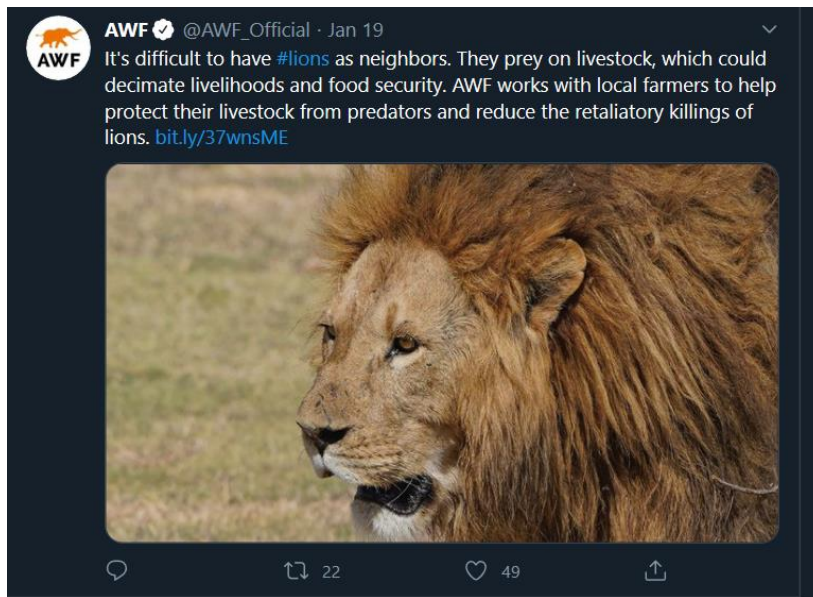 AWF @AWF_Official · Jan 19
AWF
It's difficult to have #lions as neighbors. They prey on livestock, which could
decimate livelihoods and food security. AWF works with local farmers to help
protect their livestock from predators and reduce the retaliatory killings of
lions. bit.ly/37wnsME
22
49